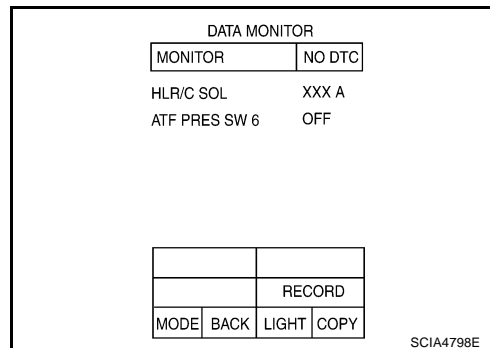 DATA MONITOR
MONITOR NO DTC
HLR/C SOL XXX A
ATF PRES SW 6 OFF
RECORD
MODE BACK LIGHT COPY
SCIA4798E